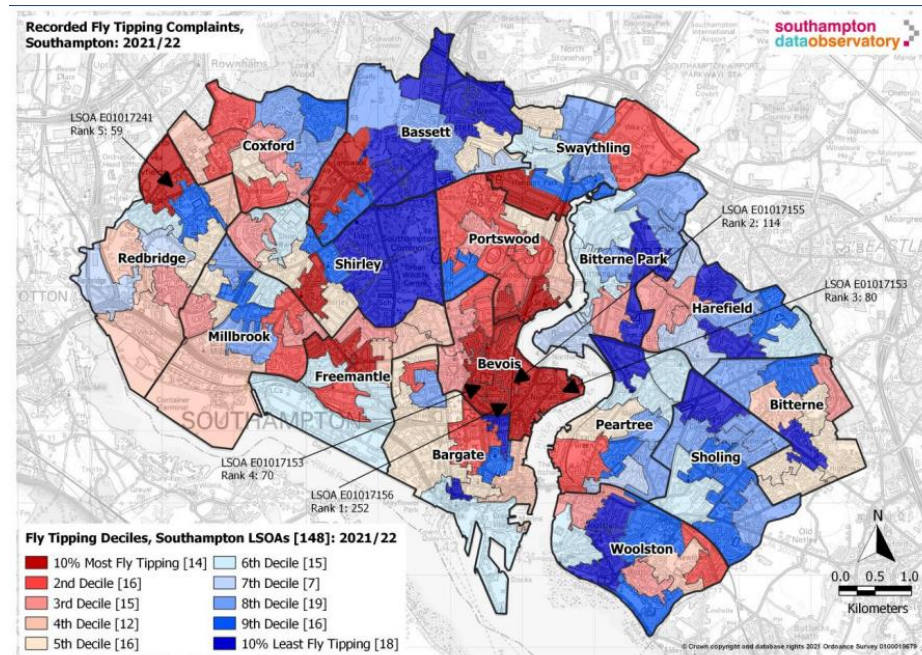 Recorded Fly Tipping Complaints,
Southampton: 2021/22
southampton
dataobservatory
LSOA E01017241
Rank 5: 59
Coxford
Bassett
Swaythling
LSOA E01017155
Rank 2: 114
Redbridge
Shirley
Portswood
Bitterne Park
LSOA E01017153
Rank 3: 80
Harefield
Millbrook
Freemantle
Bevois
SOUTHAMPTON
Peartree
Bitterne
Bargate
Sholing
LSOA E01017153
Rank 4: 70
LSOA E01017156
Rank 1: 252
Woolston
Fly Tipping Deciles, Southampton LSOAs [148]: 2021/22
10% Most Fly Tipping [14]
2nd Decile [16]
3rd Decile [15]
4th Decile [12]
5th Decile [16]
6th Decile [15]
7th Decile [7]
8th Decile [19]
9th Decile [16]
10% Least Fly Tipping [18]
N
0.0 0.5 1.0
Kilometers
© Crown copyright and database rights 2021 Ordnance Survey 0100019679